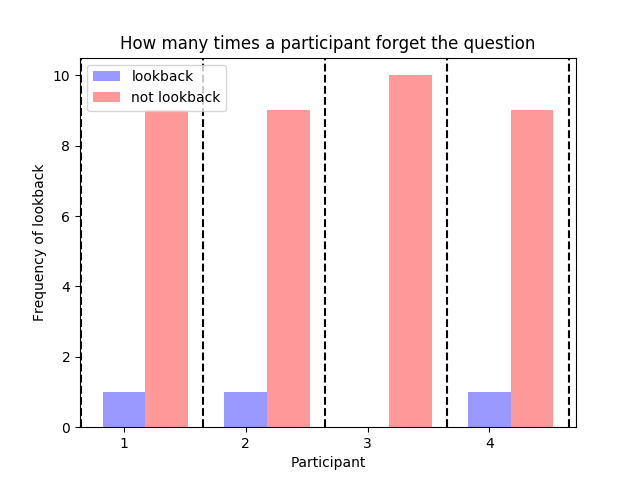 How many times a participant forget the question
lookback
not lookback
10
8
6
4
2
0
Frequency of lookback
1 2 3 4
Participant